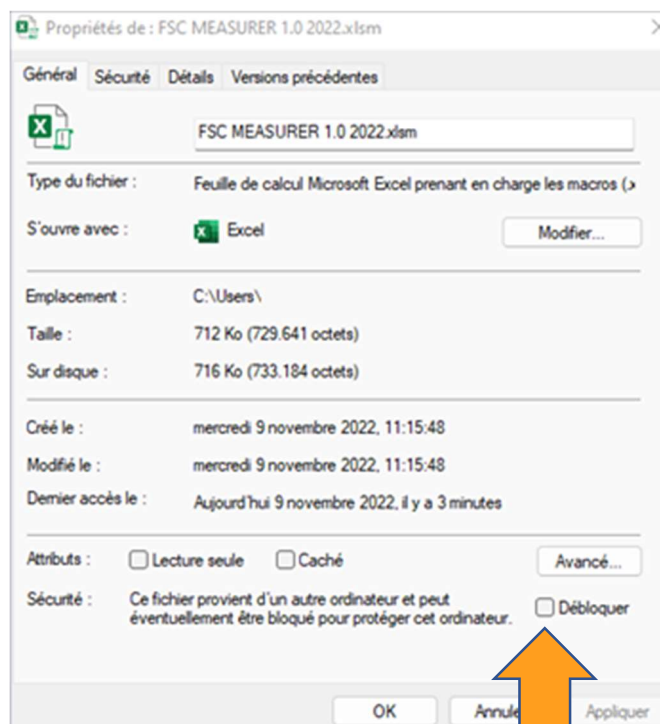 Propriétés de : FSC MEASURER 1.0 2022.xlsm
Général Sécurité Détails Versions précédentes
FSC MEASURER 1.0 2022.xlsm
Type du fichier : Feuille de calcul Microsoft Excel prenant en charge les macros (.x
S'ouvre avec : Excel Modifier...
Emplacement : C:\Users\
Taille : 712 Ko (729.641 octets)
Sur disque : 716 Ko (733.184 octets)
Créé le : mercredi 9 novembre 2022, 11:15:48
Modifié le : mercredi 9 novembre 2022, 11:15:48
Dernier accès le : Aujourd'hui 9 novembre 2022, il y a 3 minutes
Attributs : Lecture seule Caché Avancé...
Sécurité : Ce fichier provient d'un autre ordinateur et peut
éventuellement être bloqué pour protéger cet ordinateur. Débloquer
OK Annule Appliquer